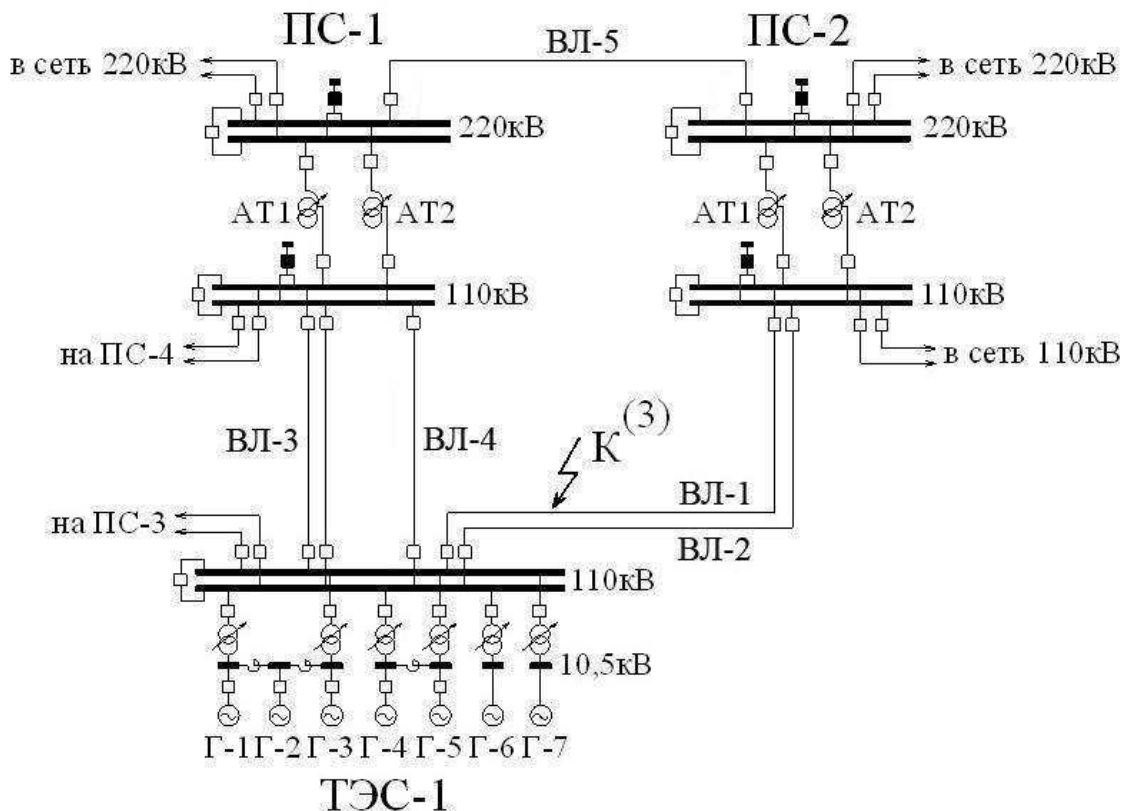 ПС-1
ВЛ-5
ПС-2
в сеть 220кВ
в сеть 220кВ
220кВ
220кВ
АТ1
АТ2
АТ1
АТ2
110кВ
110кВ
на ПС-4
в сеть 110кВ
К(3)
ВЛ-3
ВЛ-4
ВЛ-1
на ПС-3
ВЛ-2
110кВ
10,5кВ
Г-1 Г-2 Г-3 Г-4 Г-5 Г-6 Г-7
ТЭС-1